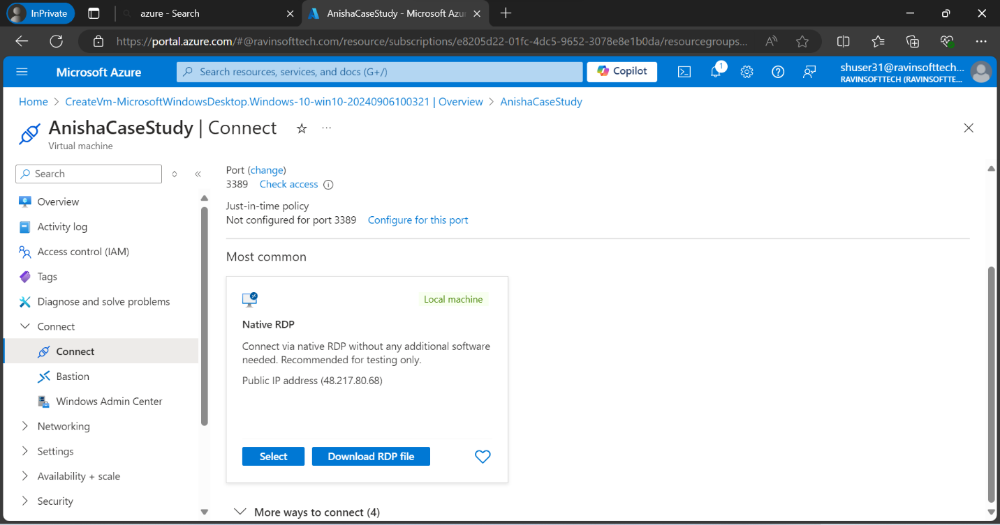 InPrivate
azure - Search
AnishaCaseStudy - Microsoft Azu
https://portal.azure.com/#@ravinsofttech.com/resource/subscriptions/e8205d22-01fc-4dc5-9652-3078e8e1b0da/resourcegroups...
Microsoft Azure
Search resources, services, and docs (G+/)
Copilot
1
shuser31@ravinsofttech...
RAVINSOFTTECH (RAVINSOFTTE...
Home > CreateVm-MicrosoftWindowsDesktop.Windows-10-win10-20240906100321 | Overview > AnishaCaseStudy
AnishaCaseStudy | Connect
Virtual machine
Search
Overview
Activity log
Access control (IAM)
Tags
Diagnose and solve problems
Connect
Connect
Bastion
Windows Admin Center
Networking
Settings
Availability + scale
Security
Port (change)
3389 Check access
Just-in-time policy
Not configured for port 3389 Configure for this port
Most common
Local machine
Native RDP
Connect via native RDP without any additional software
needed. Recommended for testing only.
Public IP address (48.217.80.68)
Select
Download RDP file
More ways to connect (4)